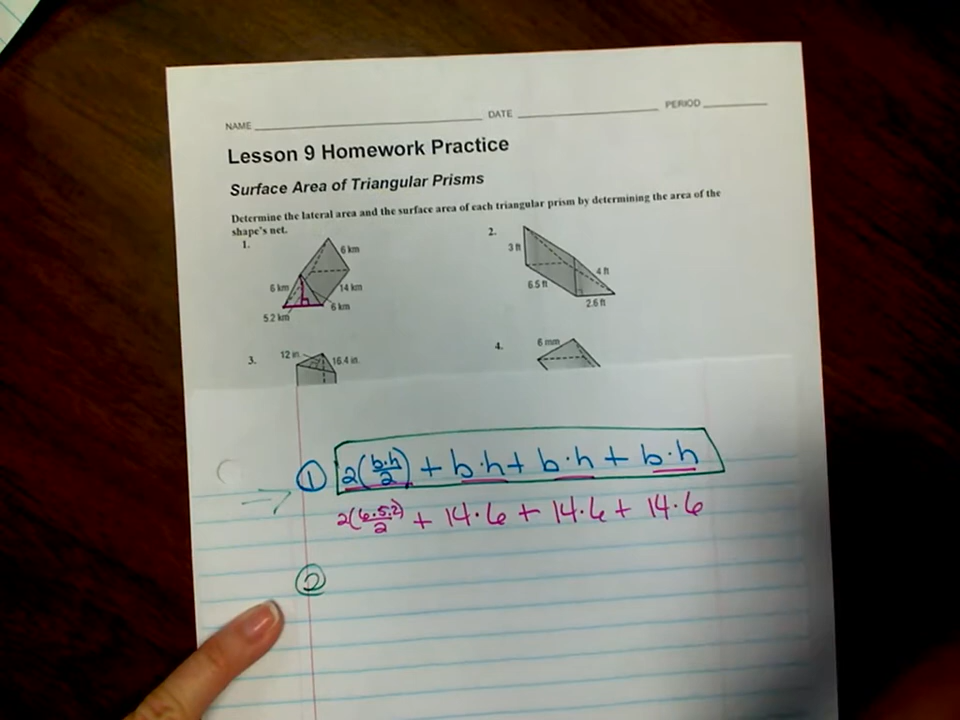 NAME ____ DATE ____ PERIOD ____
Lesson 9 Homework Practice
Surface Area of Triangular Prisms
Determine the lateral area and the surface area of each triangular prism by determining the area of the
shape's net.
1.
6 km
6 km
14 km
6 km
5.2 km
2.
3 ft
4 ft
6.5 ft
2.6 ft
3.
12 in.
16.4 in.
4.
6 mm
① 2(b·h/2) + b·h + b·h + b·h
2(6·5.2/2) + 14·6 + 14·6 + 14·6
②